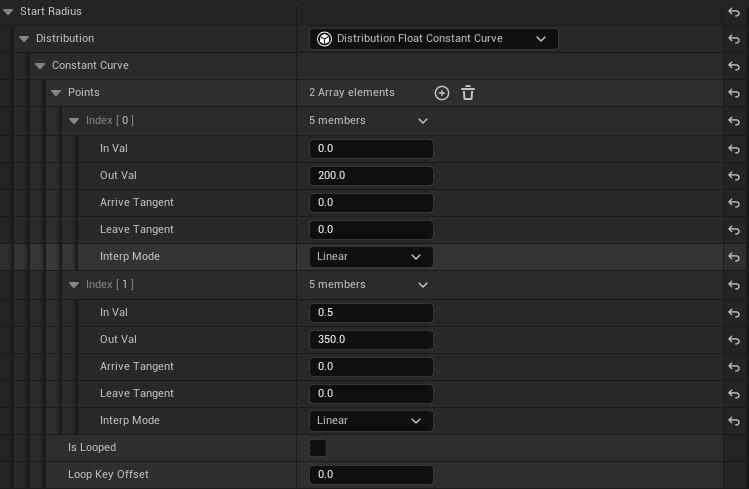 Start Radius
Distribution Distribution Float Constant Curve
Constant Curve
Points 2 Array elements
Index [ 0 ] 5 members
In Val 0.0
Out Val 200.0
Arrive Tangent 0.0
Leave Tangent 0.0
Interp Mode Linear
Index [ 1 ] 5 members
In Val 0.5
Out Val 350.0
Arrive Tangent 0.0
Leave Tangent 0.0
Interp Mode Linear
Is Looped
Loop Key Offset 0.0